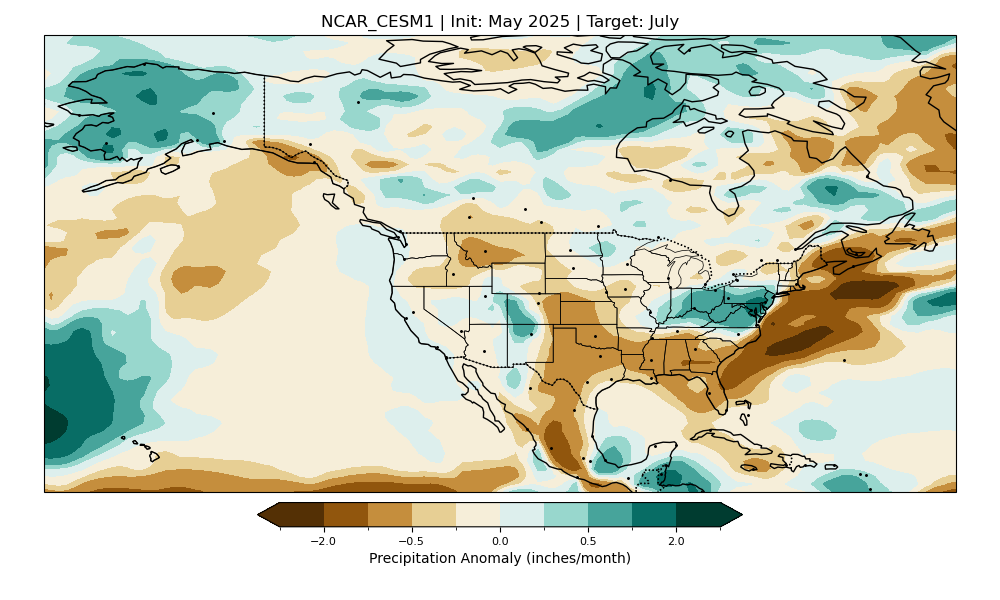 NCAR_CESM1 | Init: May 2025 | Target: July
−2.0 −0.5 0.0 0.5 2.0
Precipitation Anomaly (inches/month)